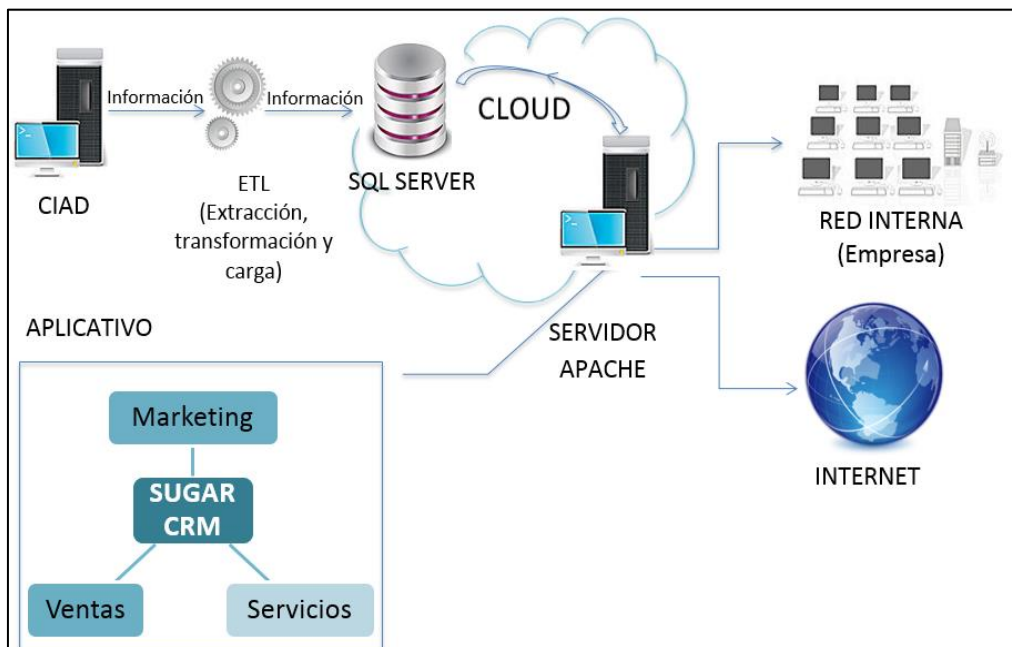 Información
Información
CIAD
ETL
(Extracción,
transformación y
carga)
SQL SERVER
CLOUD
SERVIDOR
APACHE
RED INTERNA
(Empresa)
INTERNET
APLICATIVO
Marketing
SUGAR
CRM
Ventas
Servicios